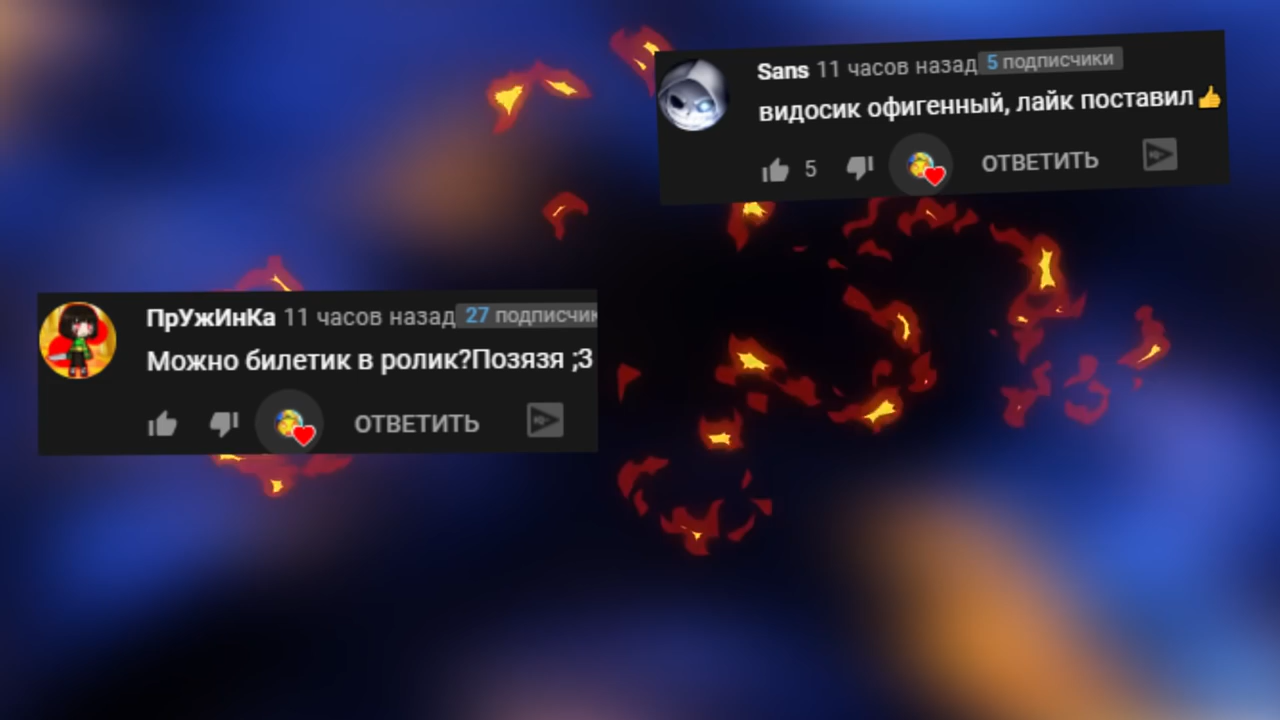 Sans 11 часов назад 5 подписчики
видосик офигенный, лайк поставил👍
5 ОТВЕТИТЬ
ПрУжИнКа 11 часов назад 27 подписчик
Можно билетик в ролик?Позязя ;3
ОТВЕТИТЬ